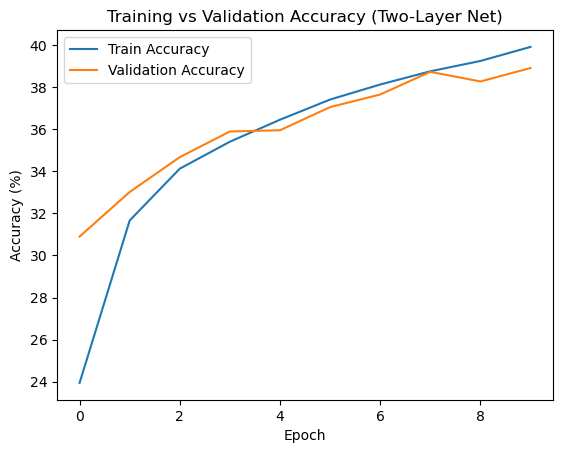 Training vs Validation Accuracy (Two-Layer Net)
Train Accuracy
Validation Accuracy
Accuracy (%)
40
38
36
34
32
30
28
26
24
0 2 4 6 8
Epoch